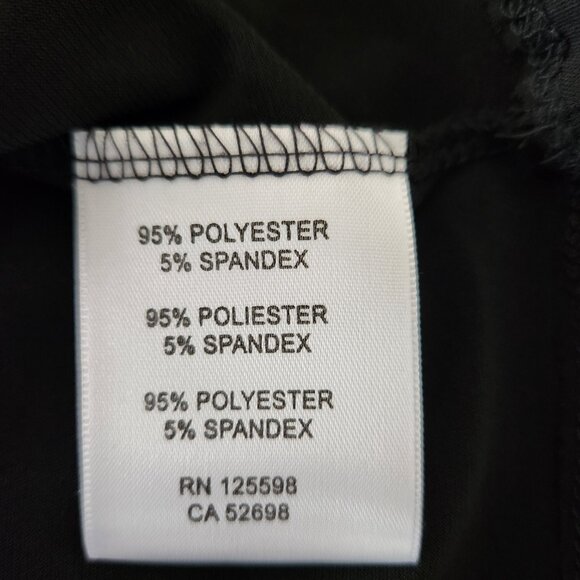 95% POLYESTER
5% SPANDEX
95% POLIESTER
5% SPANDEX
95% POLYESTER
5% SPANDEX
RN 125598
CA 52698